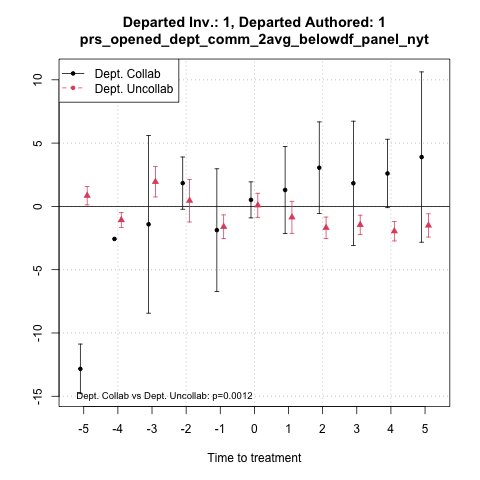 Departed Inv.: 1, Departed Authored: 1
prs_opened_dept_comm_2avg_belowdf_panel_nyt
Dept. Collab
Dept. Uncollab
10
5
0
-5
-10
-15
Dept. Collab vs Dept. Uncollab: p=0.0012
-5 -4 -3 -2 -1 0 1 2 3 4 5
Time to treatment